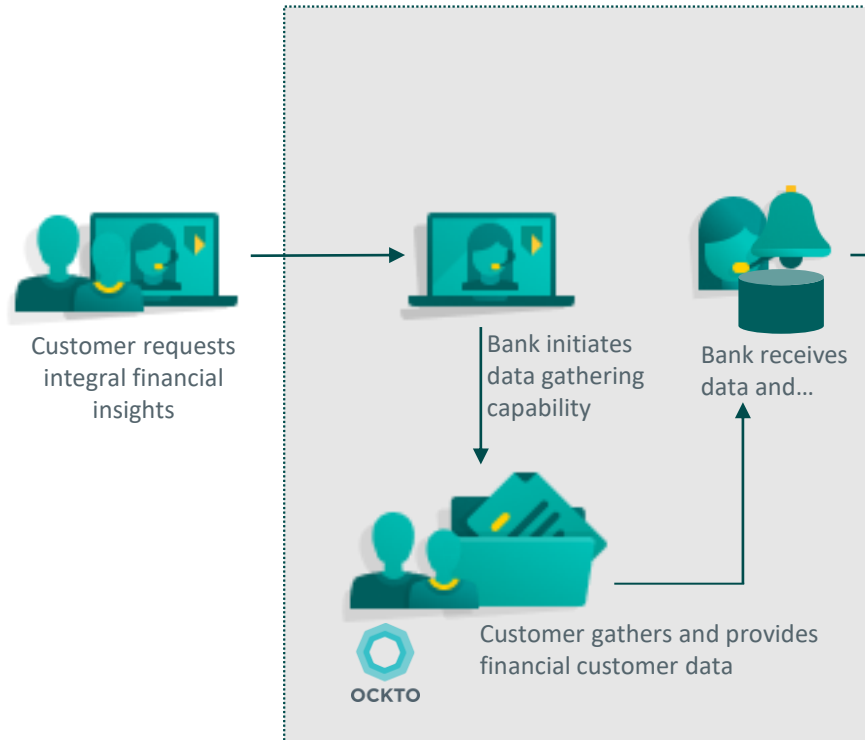 Customer requests
integral financial
insights
Bank initiates
data gathering
capability
Bank receives
data and...
Customer gathers and provides
financial customer data
OCKTO